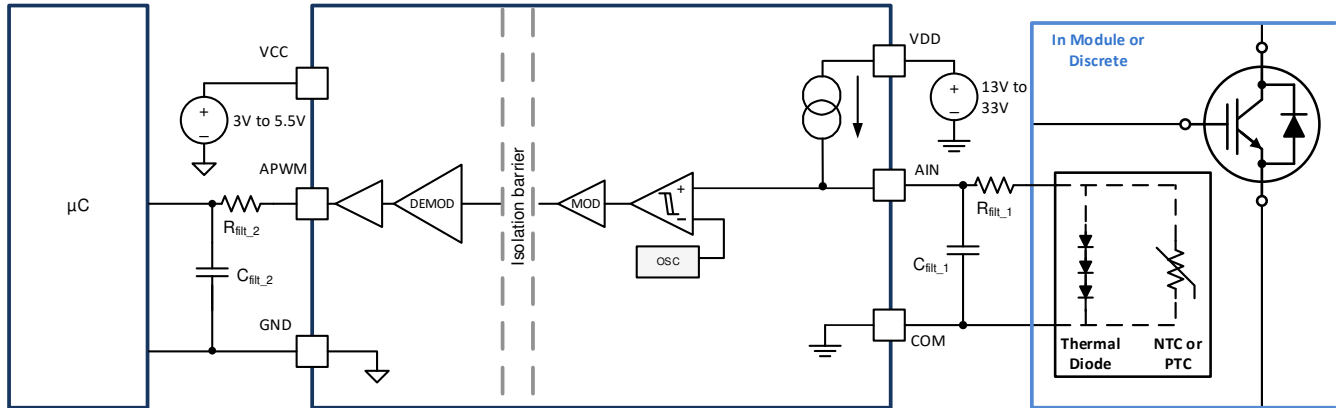 VCC
VDD
In Module or
Discrete
+
3V to 5.5V
–
+
13V to
33V
–
APWM
AIN
µC
DEMOD
Isolation barrier
MOD
+
–
Rfilt_2
Rfilt_1
OSC
Cfilt_2
Cfilt_1
GND
COM
Thermal
Diode
NTC or
PTC